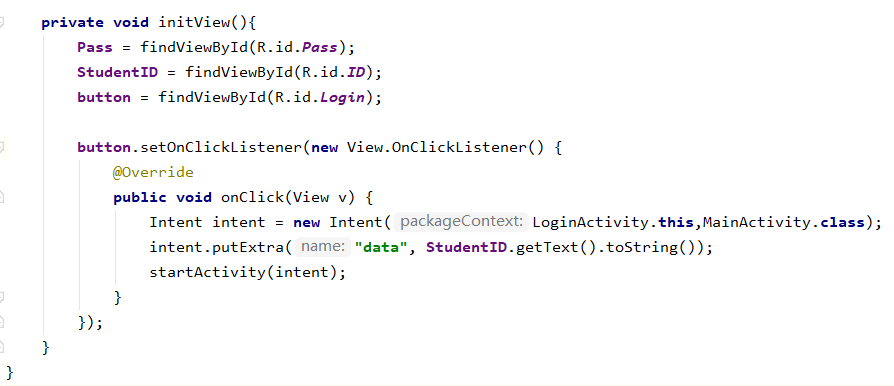 private void initView(){
Pass = findViewById(R.id.Pass);
StudentID = findViewById(R.id.ID);
button = findViewById(R.id.Login);
button.setOnClickListener(new View.OnClickListener() {
@Override
public void onClick(View v) {
Intent intent = new Intent( packageContext: LoginActivity.this,MainActivity.class);
intent.putExtra( name: "data", StudentID.getText().toString());
startActivity(intent);
}
});
}
}